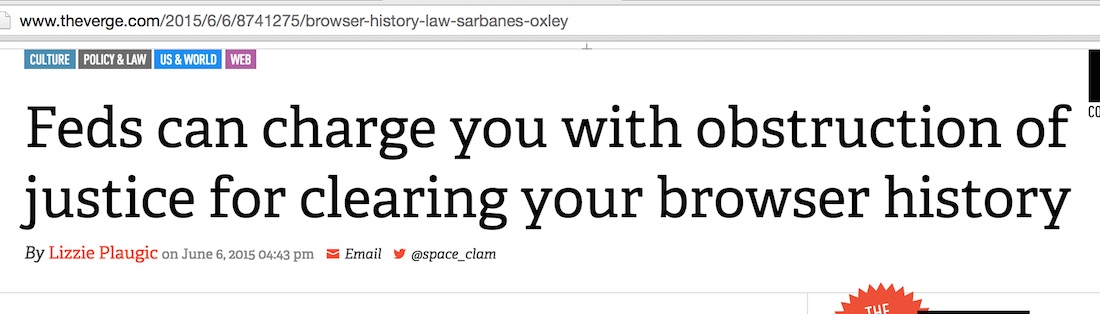 www.theverge.com/2015/6/6/8741275/browser-history-law-sarbanes-oxley
CULTURE POLICY & LAW US & WORLD WEB
Feds can charge you with obstruction of
justice for clearing your browser history
By Lizzie Plaugic on June 6, 2015 04:43 pm Email @space_clam
CO
THE